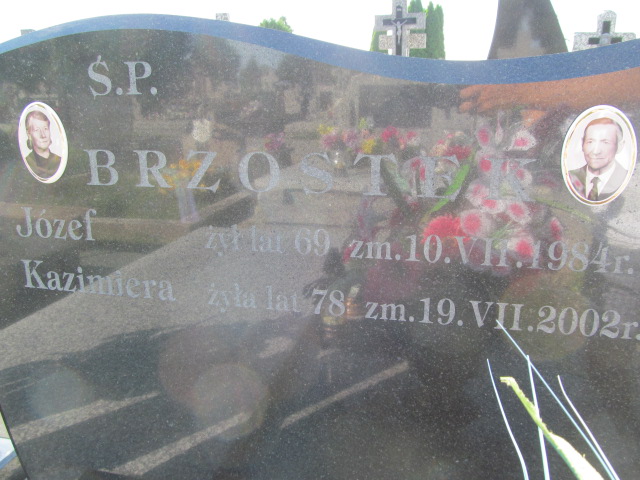 Ś.P.
BRZOSTEK
Józef żył lat 69 zm.10.VII.1984r.
Kazimiera żyła lat 78 zm.19.VII.2002r.